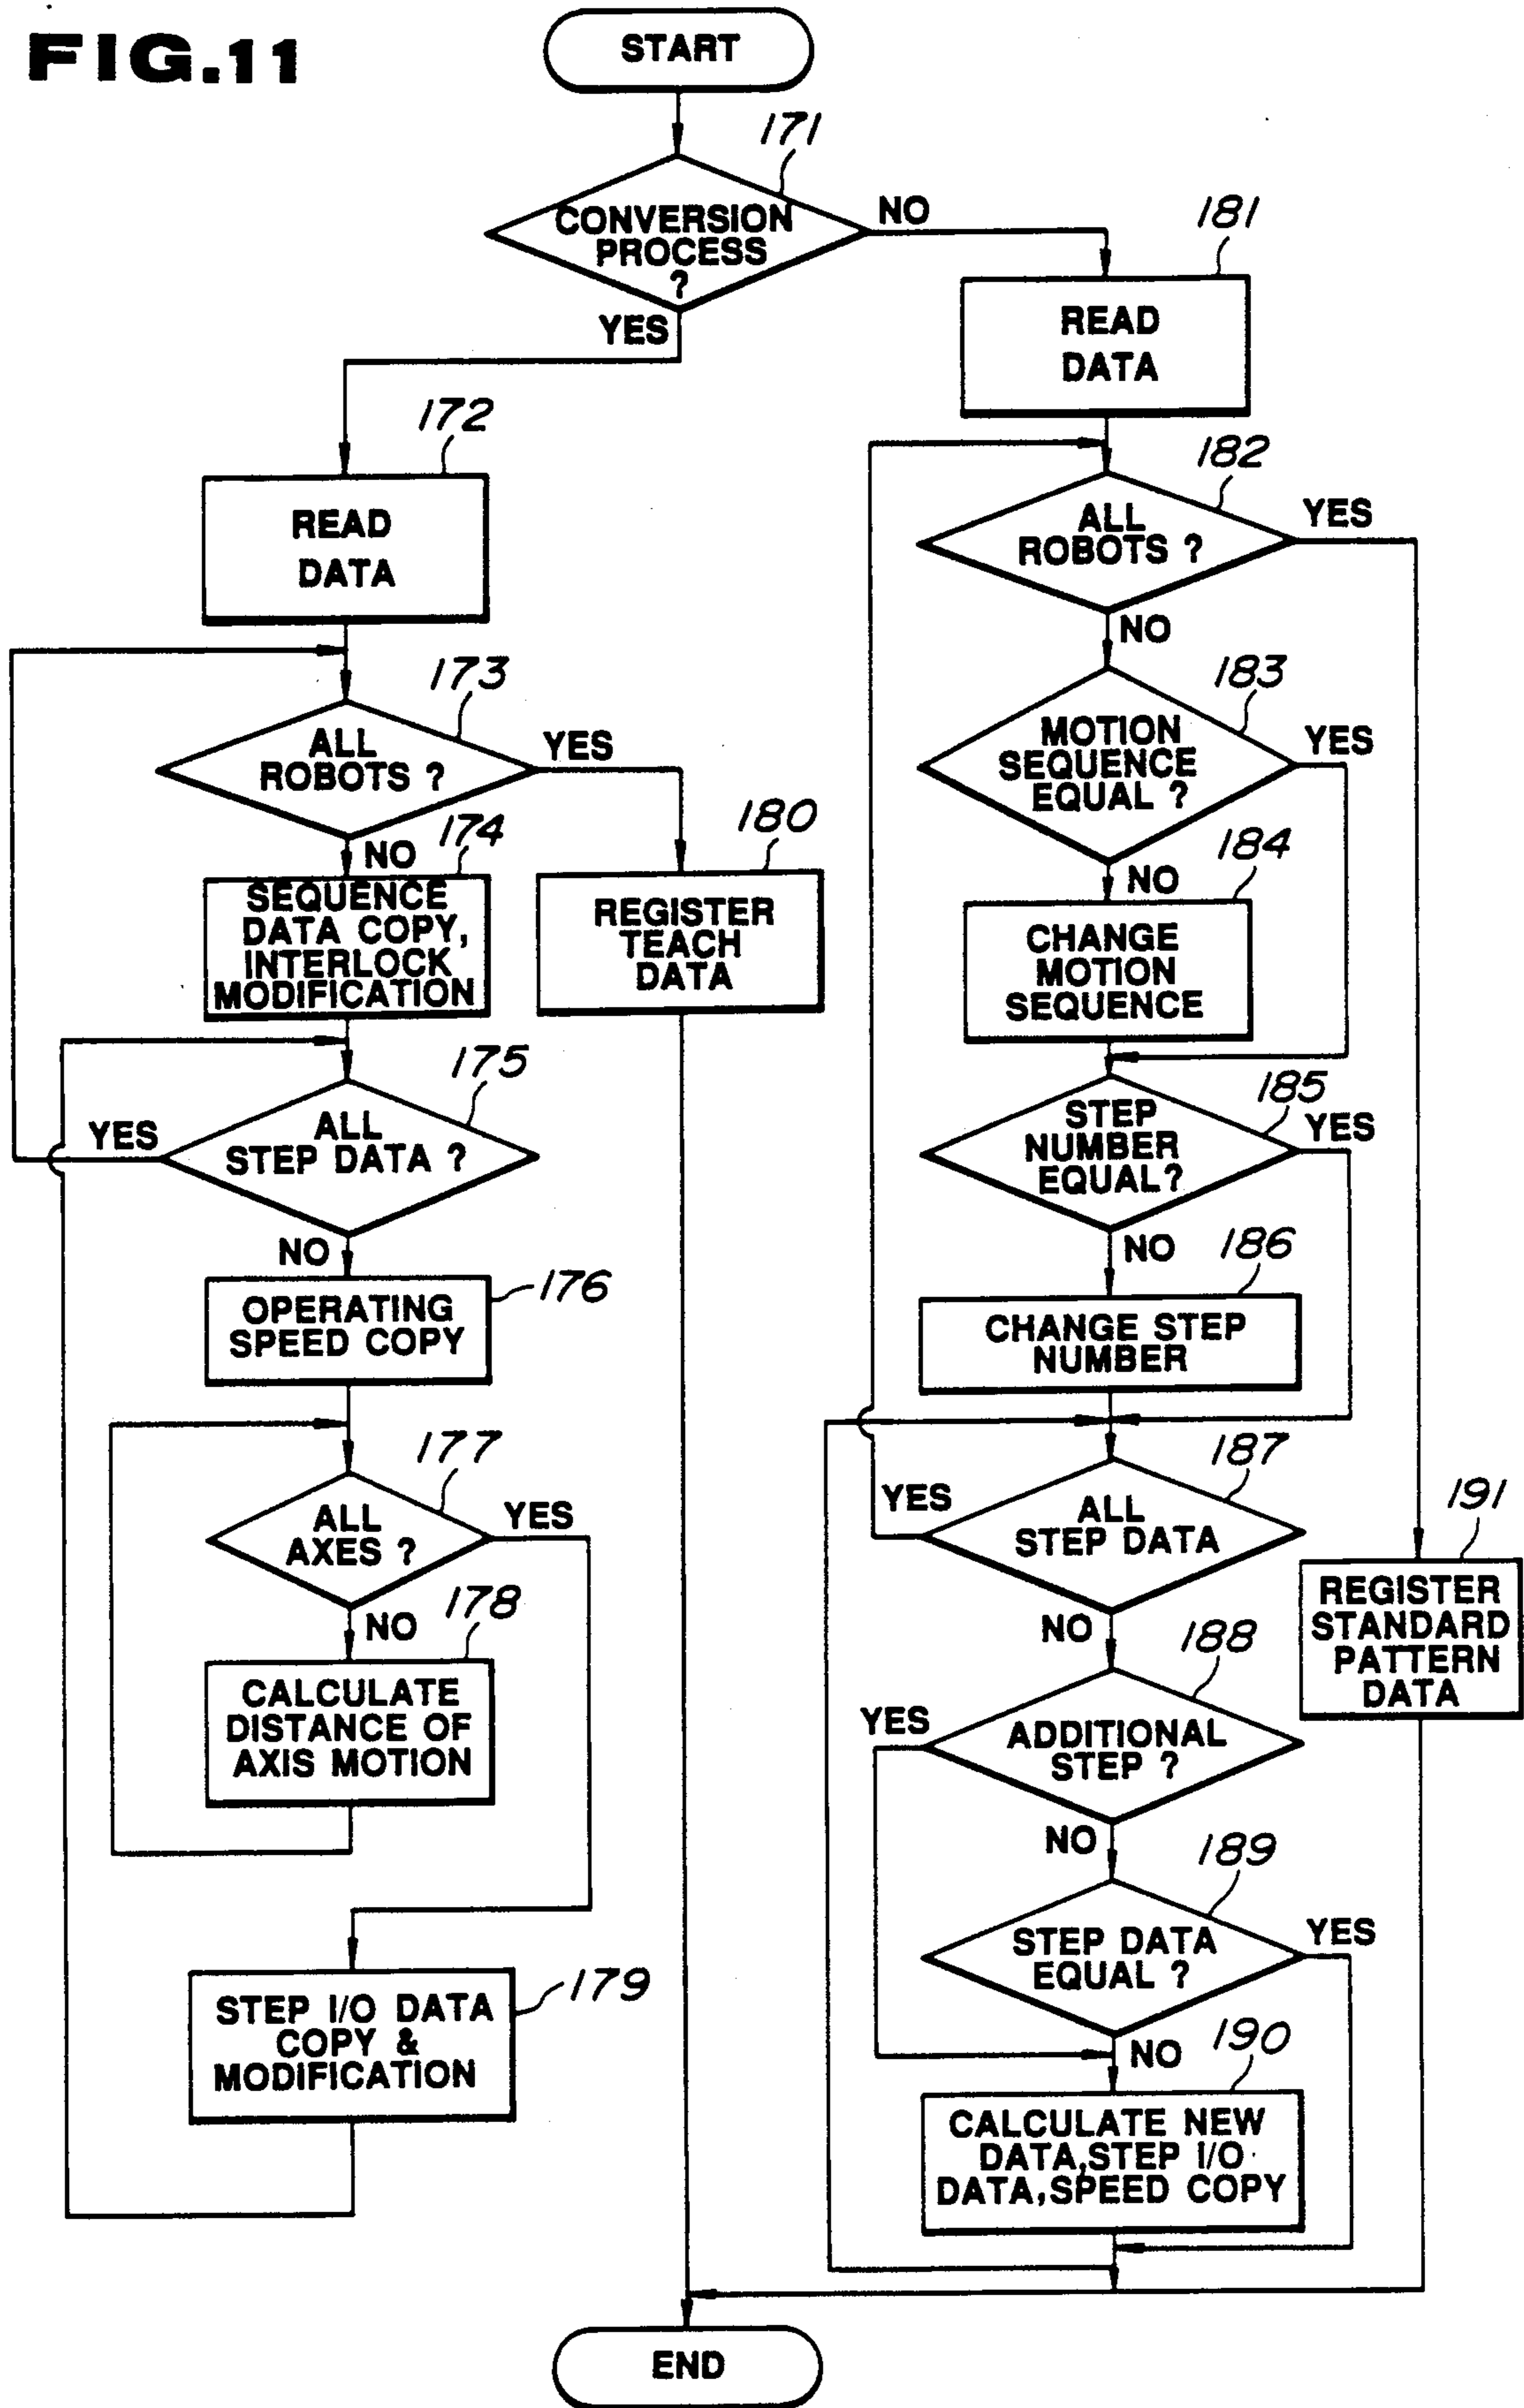 FIG.11
START
171
CONVERSION
PROCESS
?
NO
YES
181
READ
DATA
172
READ
DATA
182
ALL
ROBOTS ?
YES
NO
173
ALL
ROBOTS ?
YES
NO
174
SEQUENCE
DATA COPY,
INTERLOCK
MODIFICATION
180
REGISTER
TEACH
DATA
183
MOTION
SEQUENCE
EQUAL ?
YES
NO
184
CHANGE
MOTION
SEQUENCE
175
ALL
STEP DATA ?
YES
NO
185
STEP
NUMBER
EQUAL?
YES
NO
176
OPERATING
SPEED COPY
186
CHANGE STEP
NUMBER
177
ALL
AXES ?
YES
NO
187
ALL
STEP DATA
YES
NO
191
REGISTER
STANDARD
PATTERN
DATA
178
CALCULATE
DISTANCE OF
AXIS MOTION
188
ADDITIONAL
STEP ?
YES
NO
189
STEP DATA
EQUAL ?
YES
NO
179
STEP I/O DATA
COPY &
MODIFICATION
190
CALCULATE NEW
DATA,STEP I/O
DATA,SPEED COPY
END